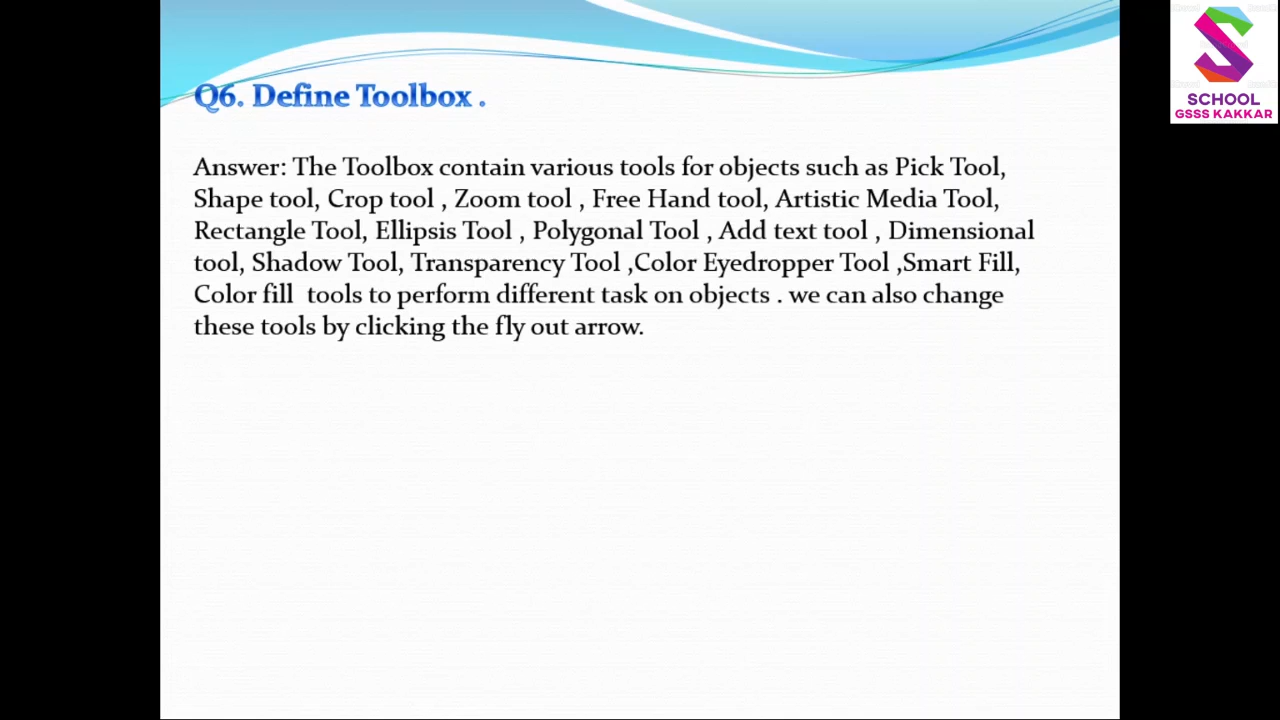 Q6. Define Toolbox .
Answer: The Toolbox contain various tools for objects such as Pick Tool,
Shape tool, Crop tool , Zoom tool , Free Hand tool, Artistic Media Tool,
Rectangle Tool, Ellipsis Tool , Polygonal Tool , Add text tool , Dimensional
tool, Shadow Tool, Transparency Tool ,Color Eyedropper Tool ,Smart Fill,
Color fill  tools to perform different task on objects . we can also change
these tools by clicking the fly out arrow.
SCHOOL
GSSS KAKKAR